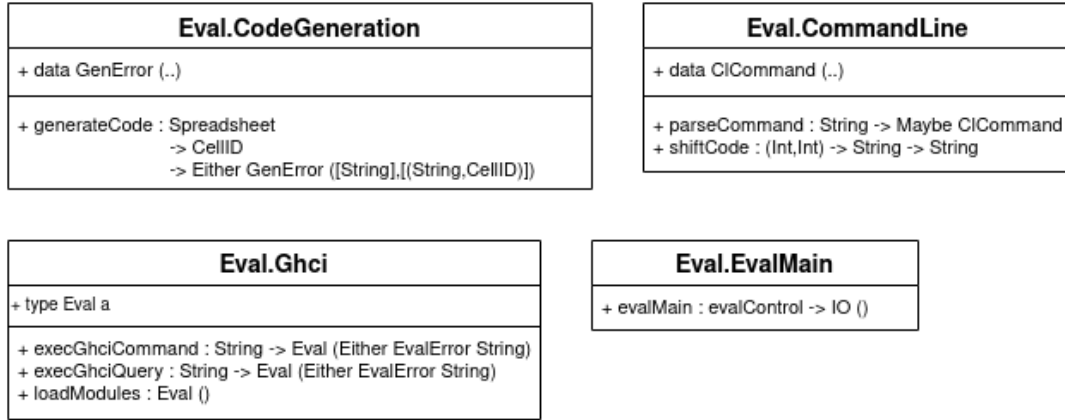 Eval.CodeGeneration
+ data GenError (..)
+ generateCode : Spreadsheet
-> CellID
-> Either GenError ([String],[(String,CellID)])
Eval.CommandLine
+ data ClCommand (..)
+ parseCommand : String -> Maybe ClCommand
+ shiftCode : (Int,Int) -> String -> String
Eval.Ghci
+ type Eval a
+ execGhciCommand : String -> Eval (Either EvalError String)
+ execGhciQuery : String -> Eval (Either EvalError String)
+ loadModules : Eval ()
Eval.EvalMain
+ evalMain : evalControl -> IO ()